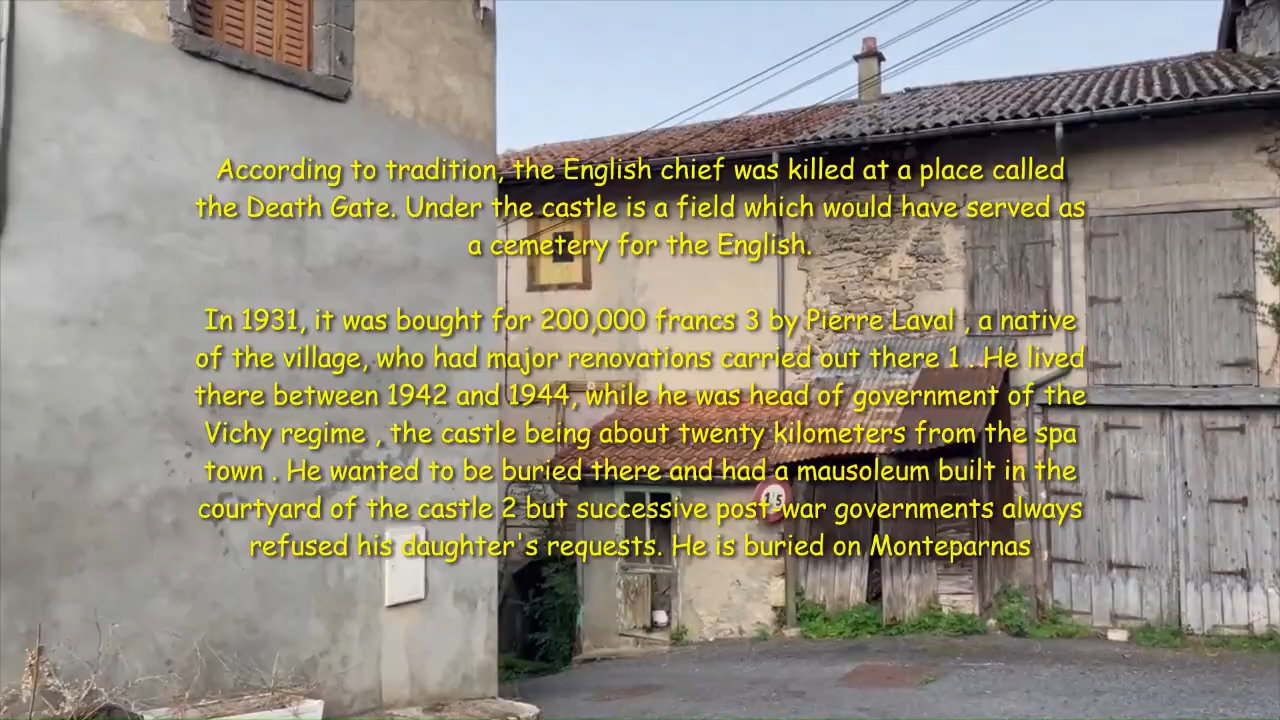 According to tradition, the English chief was killed at a place called
the Death Gate. Under the castle is a field which would have served as
a cemetery for the English.
In 1931, it was bought for 200,000 francs 3 by Pierre Laval , a native
of the village, who had major renovations carried out there 1 . He lived
there between 1942 and 1944, while he was head of government of the
Vichy regime , the castle being about twenty kilometers from the spa
town . He wanted to be buried there and had a mausoleum built in the
courtyard of the castle 2 but successive post-war governments always
refused his daughter's requests. He is buried on Monteparnas
1'5